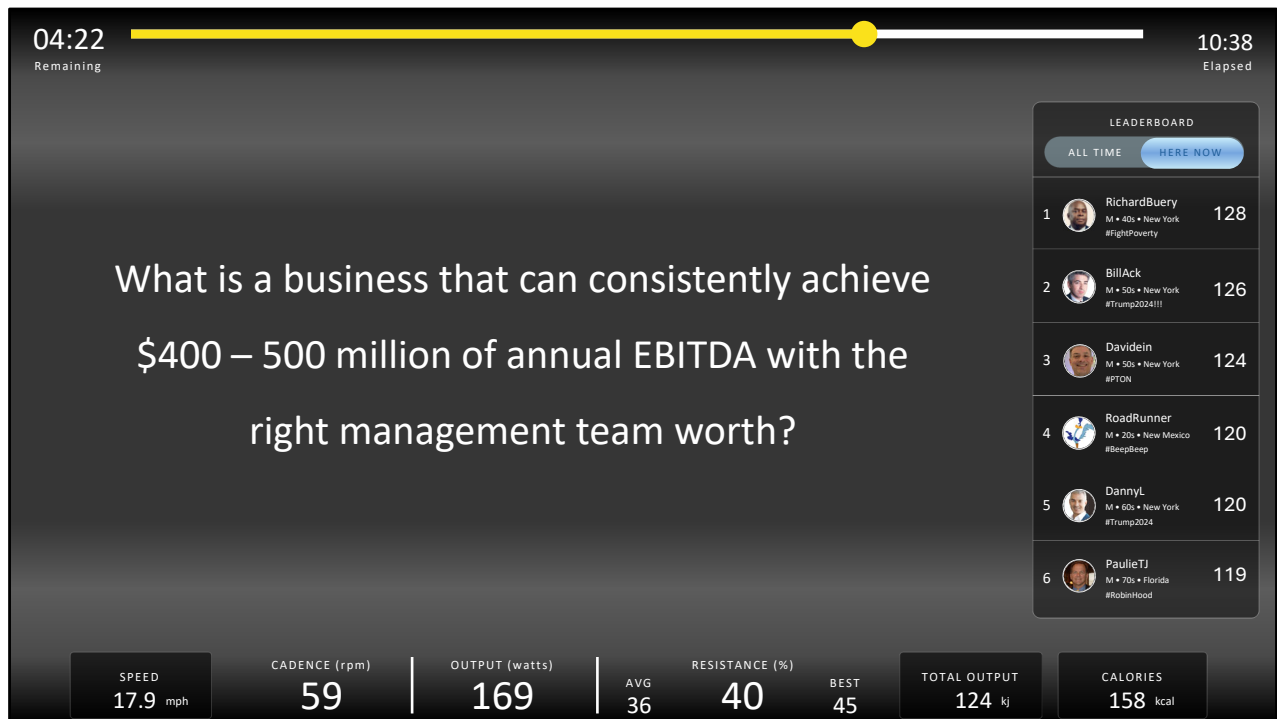 04:22
Remaining
10:38
Elapsed
What is a business that can consistently achieve
$400 – 500 million of annual EBITDA with the
right management team worth?
LEADERBOARD
ALL TIME HERE NOW
1 RichardBuery 128
M • 40s • New York
#FightPoverty
2 BillAck 126
M • 50s • New York
#Trump2024!!!
3 Davidein 124
M • 50s • New York
#PTON
4 RoadRunner 120
M • 20s • New Mexico
#BeepBeep
5 DannyL 120
M • 60s • New York
#Trump2024
6 PaulieTJ 119
M • 70s • Florida
#RobinHood
SPEED
17.9 mph
CADENCE (rpm)
59
OUTPUT (watts)
169
AVG
36
RESISTANCE (%)
40
BEST
45
TOTAL OUTPUT
124 kj
CALORIES
158 kcal